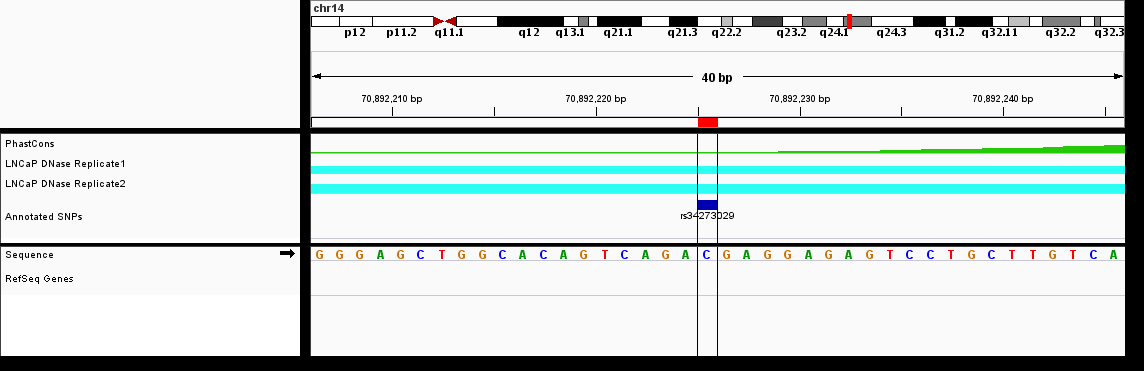 chr14
p12 p11.2 q11.1 q12 q13.1 q21.1 q21.3 q22.2 q23.2 q24.1 q24.3 q31.2 q32.11 q32.2 q32.3
40 bp
70,892,210 bp 70,892,220 bp 70,892,230 bp 70,892,240 bp
PhastCons
LNCaP DNase Replicate1
LNCaP DNase Replicate2
Annotated SNPs
rs34273029
Sequence G G G A G C T G G C A C A G T C A G A C G A G G A G A G T C C T G C T T G T C A
RefSeq Genes